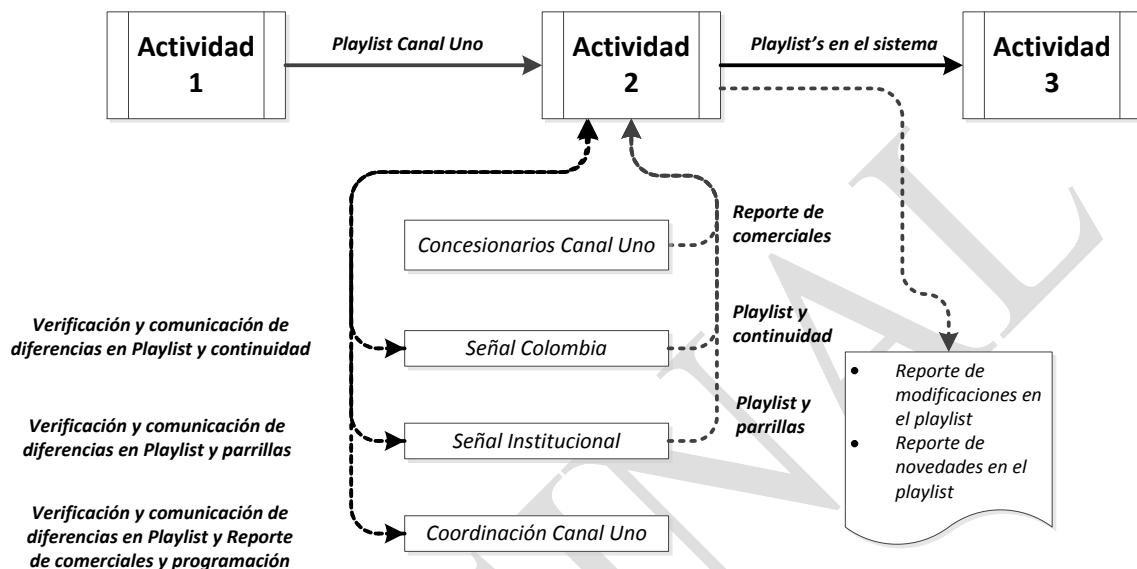 Actividad
1
Playlist Canal Uno
Actividad
2
Playlist’s en el sistema
Actividad
3
Concesionarios Canal Uno
Reporte de
comerciales
Verificación y comunicación de
diferencias en Playlist y continuidad
Señal Colombia
Playlist y
continuidad
Verificación y comunicación de
diferencias en Playlist y parrillas
Señal Institucional
Playlist y
parrillas
Verificación y comunicación de
diferencias en Playlist y Reporte
de comerciales y programación
Coordinación Canal Uno
• Reporte de
modificaciones en
el playlist
• Reporte de
novedades en el
playlist
INAL